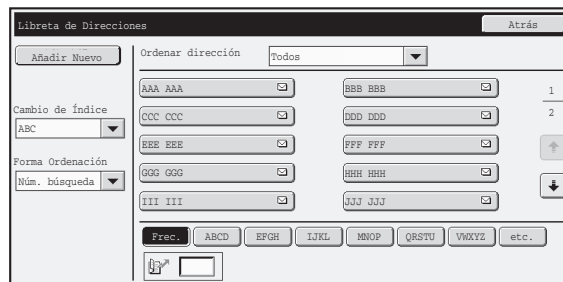 Libreta de Direcciones
Atrás
Añadir Nuevo
Ordenar dirección
Todos
AAA AAA
BBB BBB
1
Cambio de Índice
CCC CCC
DDD DDD
2
ABC
EEE EEE
FFF FFF
Forma Ordenación
GGG GGG
HHH HHH
Núm. búsqueda
III III
JJJ JJJ
Frec.
ABCD
EFGH
IJKL
MNOP
QRSTU
VWXYZ
etc.